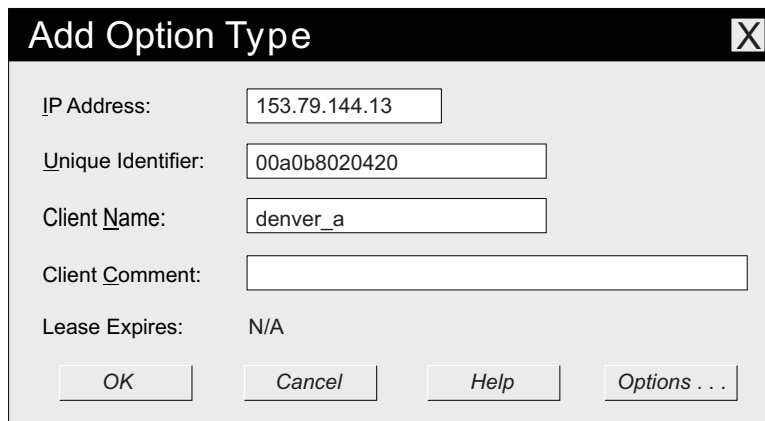 Add Option Type X
IP Address: 153.79.144.13
Unique Identifier: 00a0b8020420
Client Name: denver_a
Client Comment:
Lease Expires: N/A
OK Cancel Help Options . . .